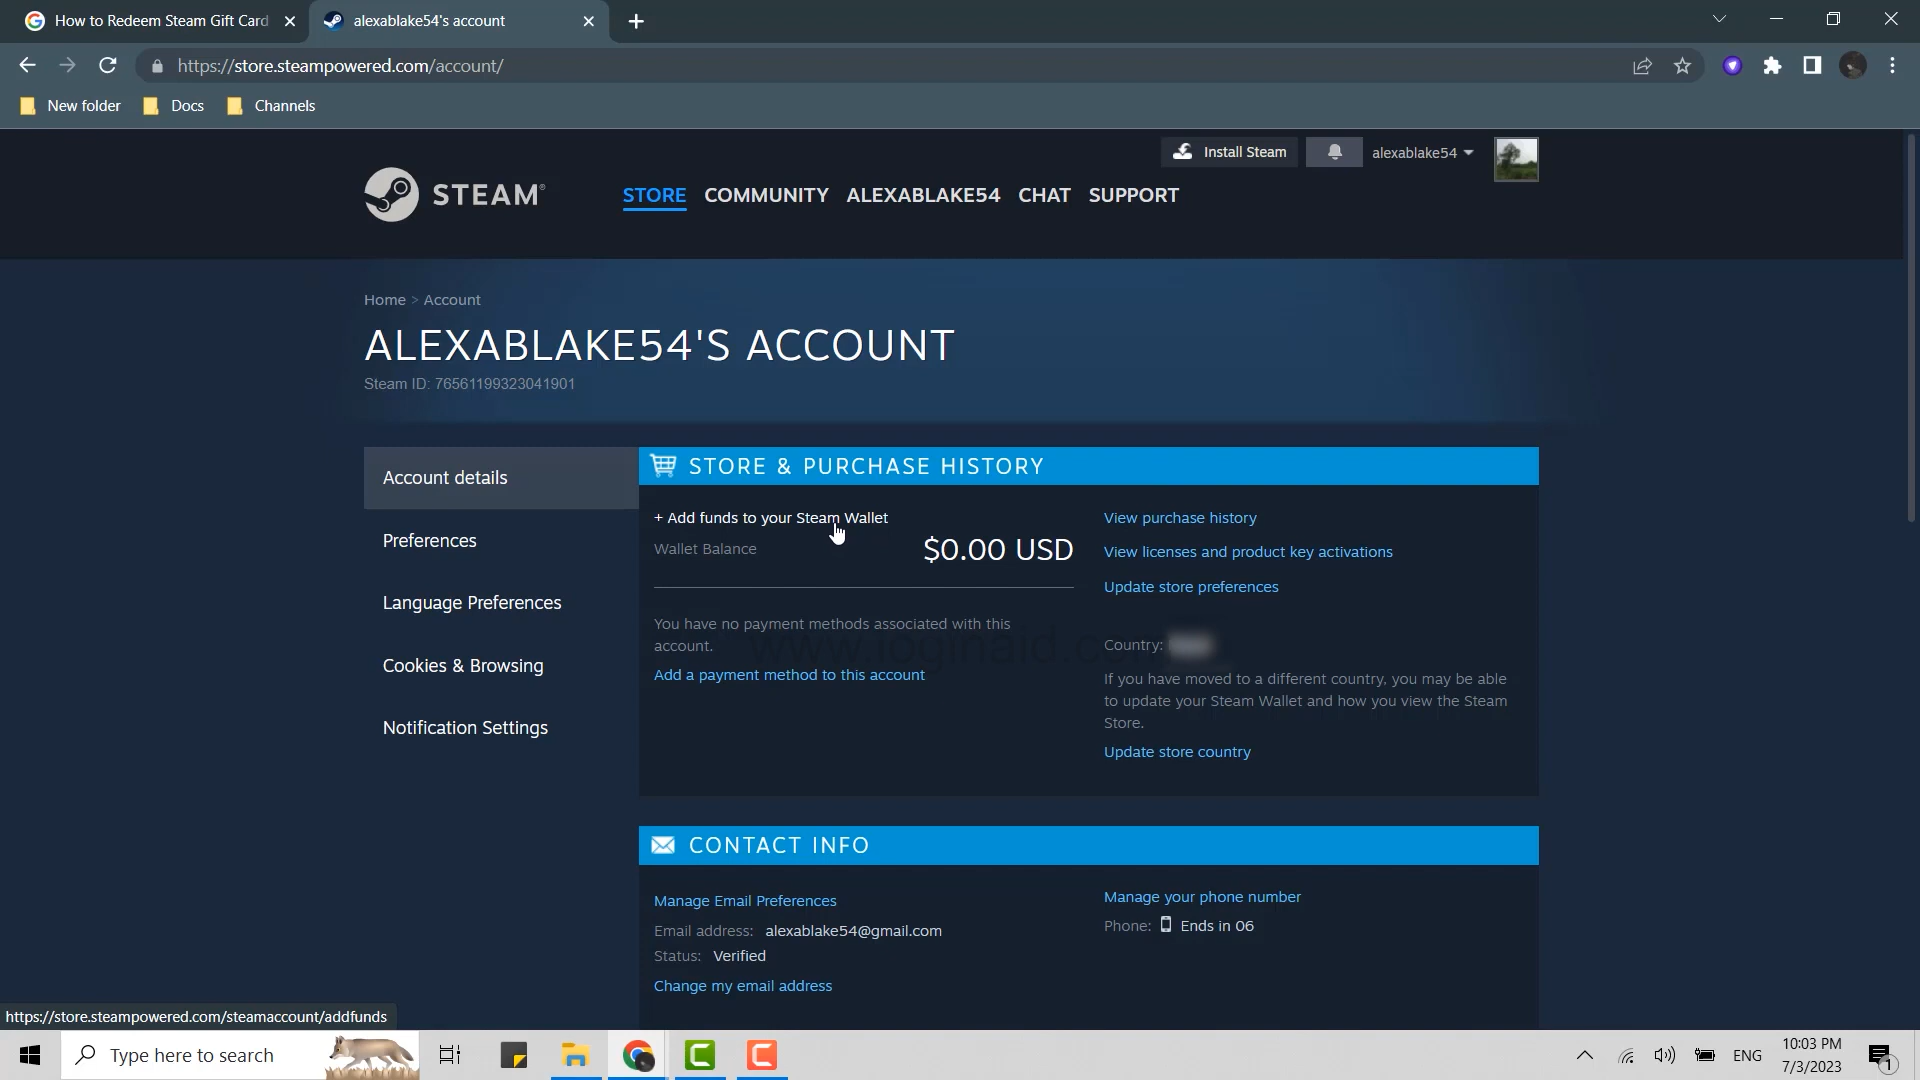 How to Redeem Steam Gift Card
alexablake54's account
https://store.steampowered.com/account/
New folder
Docs
Channels
Install Steam
alexablake54
STEAM®
STORE
COMMUNITY
ALEXABLAKE54
CHAT
SUPPORT
Home > Account
ALEXABLAKE54'S ACCOUNT
Steam ID: 76561199323041901
Account details
Preferences
Language Preferences
Cookies & Browsing
Notification Settings
STORE & PURCHASE HISTORY
+ Add funds to your Steam Wallet
Wallet Balance
$0.00 USD
You have no payment methods associated with this
account.
Add a payment method to this account
View purchase history
View licenses and product key activations
Update store preferences
Country:
If you have moved to a different country, you may be able
to update your Steam Wallet and how you view the Steam
Store.
Update store country
www.loginaid.co
CONTACT INFO
Manage Email Preferences
Email address: alexablake54@gmail.com
Status: Verified
Change my email address
Manage your phone number
Phone: Ends in 06
https://store.steampowered.com/steamaccount/addfunds
Type here to search
ENG
10:03 PM
7/3/2023
1